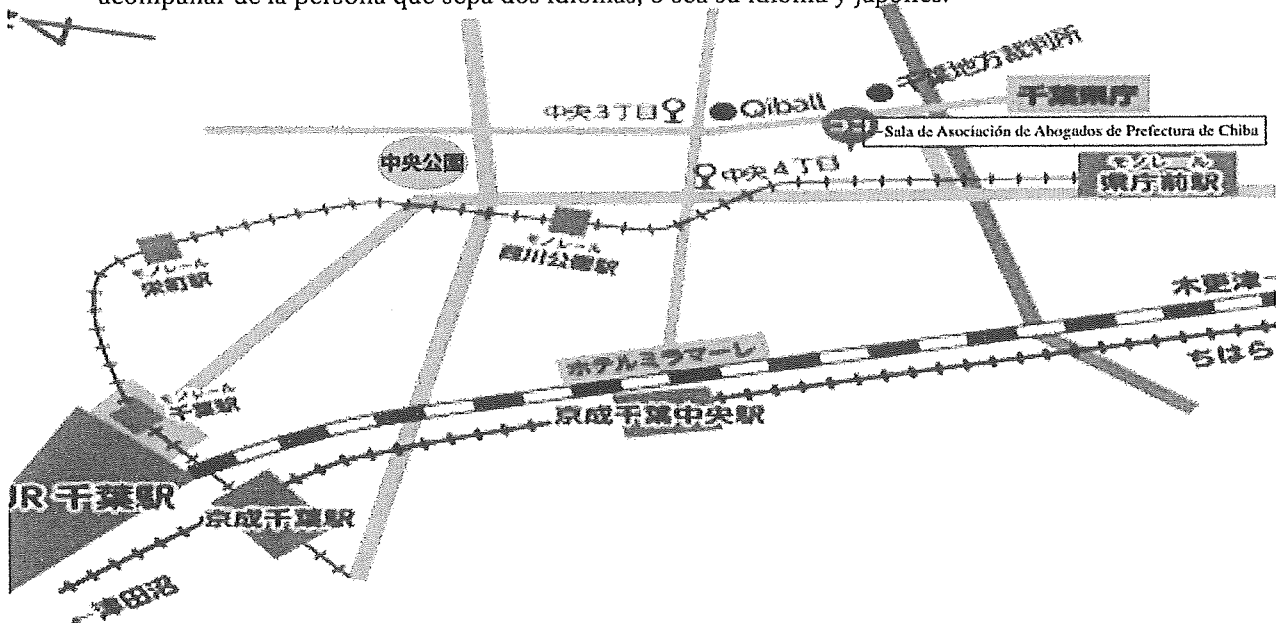 acompañar de la persona que sepa dos idiomas, o sea su idioma y japonés.
千葉地方裁判所
中央3丁目
Qiball
千葉県庁
ココ
Sala de Asociación de Abogados de Prefectura de Chiba
中央公園
中央4丁目
モノレール
県庁前駅
モノレール
葭川公園駅
モノレール
栄町駅
木更津
ホテルミラマーレ
ちはら
モノレール
千葉駅
京成千葉中央駅
JR 千葉駅
京成千葉駅
津田沼